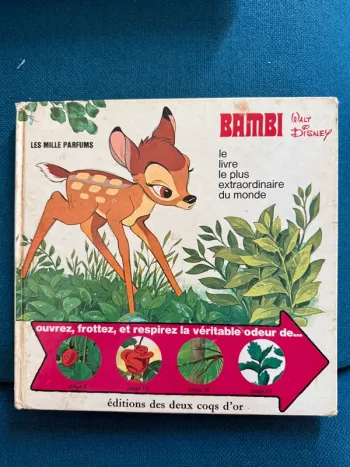 LES MILLE PARFUMS
BAMBI
WALT
DISNEY
le
livre
le plus
extraordinaire
du monde
ouvrez, frottez, et respirez la véritable odeur de...
éditions des deux coqs d'or